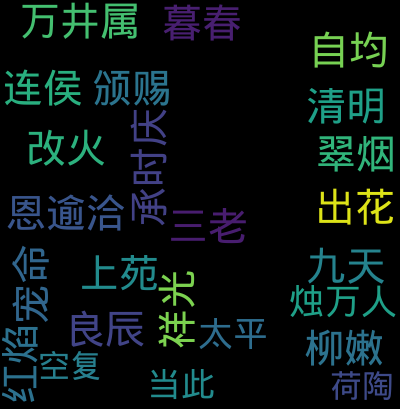 万井属
暮春
自均
连侯
颁赐
清明
改火
时庆
翠烟
承
恩逾洽
出花
三老
宠命
上苑
祥光
九天
烛万人
红焰
良辰
太平
柳嫩
空复
当此
荷陶